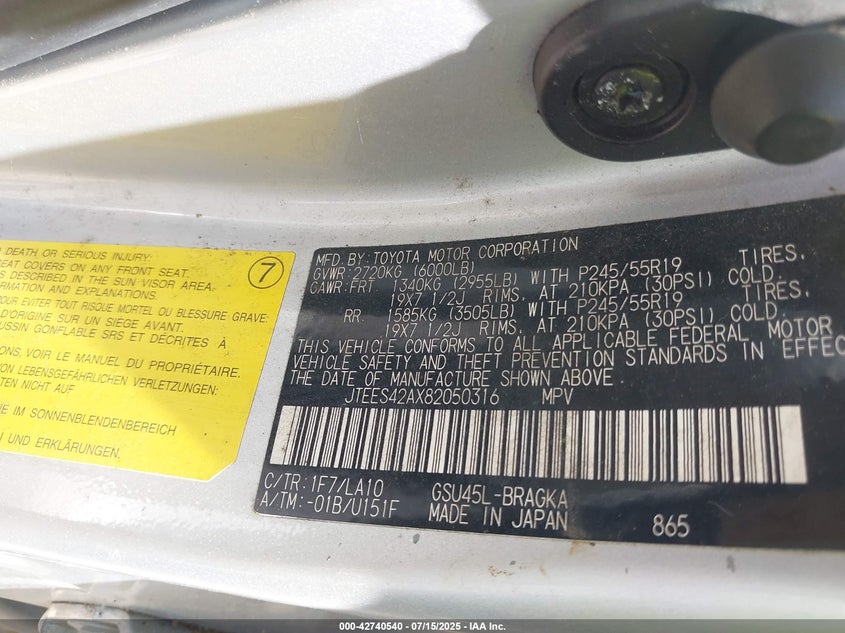 DEATH OR SERIOUS INJURY:
SEAT COVERS ON ANY FRONT SEAT.
DESCRIBED IN THE SUN VISOR AREA.
FORMATION AND EXPLANATIONS.
POUR EVITER TOUT RISQUE MORTEL OU BLESSURE GRAVE:
D'ORIGINE SUR UN SIÈGE AVANT.
COUSSIN GONFLABLE SRS ET DÉCRITES À
VOIR LE MANUEL DU PROPRIÉTAIRE.
VON LEBENSGEFÄHRLICHEN VERLETZUNGEN:
NICHT AUF
IM SONNENBLENDENBEREICH
UND ERKLÄRUNGEN.
7
MFD. BY: TOYOTA MOTOR CORPORATION
GVWR: 2720KG (6000LB)
GAWR: FRT 1340KG (2955LB) WITH P245/55R19 TIRES,
19X7 1/2J RIMS, AT 210KPA (30PSI) COLD.
RR 1585KG (3505LB) WITH P245/55R19 TIRES,
19X7 1/2J RIMS, AT 210KPA (30PSI) COLD.
THIS VEHICLE CONFORMS TO ALL APPLICABLE FEDERAL MOTOR
VEHICLE SAFETY AND THEFT PREVENTION STANDARDS IN EFFEC
THE DATE OF MANUFACTURE SHOWN ABOVE.
JTEES42AX82050316 MPV
C/TR: 1F7/LA10 GSU45L-BRAGKA
A/TM: -01B/U151F MADE IN JAPAN 865
000-42740540 / 07/15/2025 - IAA Inc.